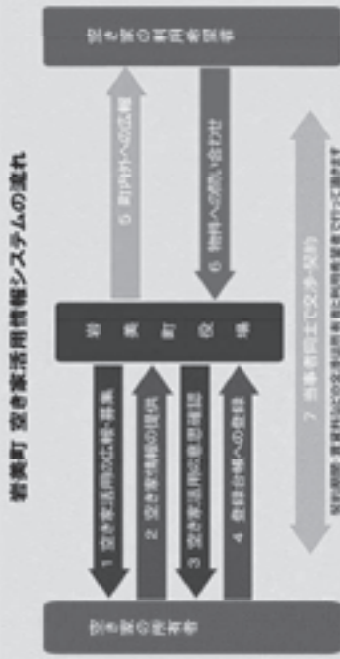 岩美町 空き家活用情報システムの流れ
空き家の所有者
1 空き家活用の広報・募集
2 空き家情報の提供
3 空き家活用の意思確認
4 登録台帳への登録
岩美町役場
5 町内外への広報
6 物件への問い合わせ
空き家の利用希望者
7 当事者同士で交渉・契約